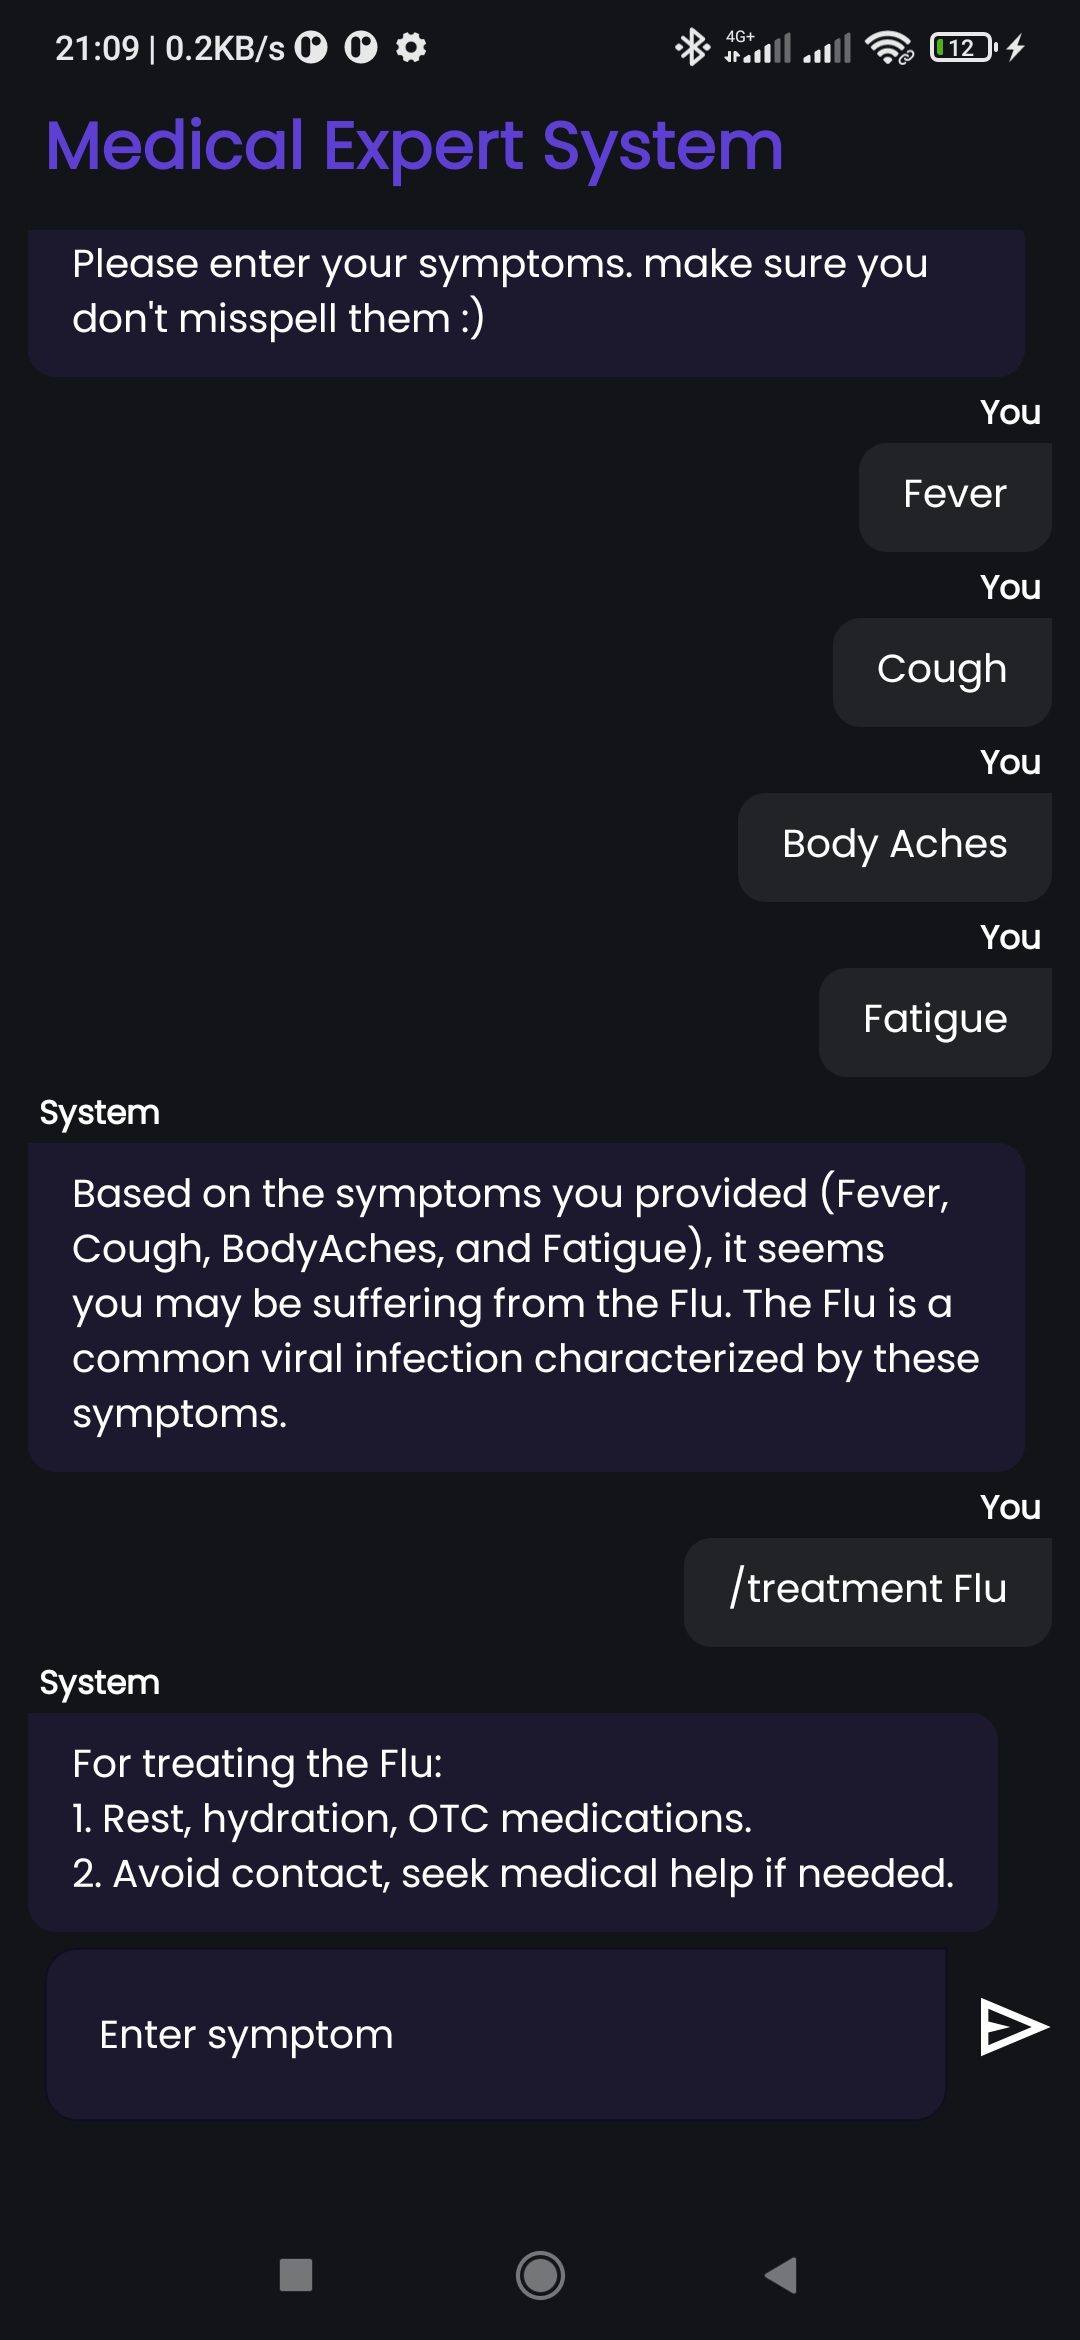 21:09 | 0.2KB/s 4G+ 12
Medical Expert System
Please enter your symptoms. make sure you
don't misspell them :)
You
Fever
You
Cough
You
Body Aches
You
Fatigue
System
Based on the symptoms you provided (Fever,
Cough, BodyAches, and Fatigue), it seems
you may be suffering from the Flu. The Flu is a
common viral infection characterized by these
symptoms.
You
/treatment Flu
System
For treating the Flu:
1. Rest, hydration, OTC medications.
2. Avoid contact, seek medical help if needed.
Enter symptom